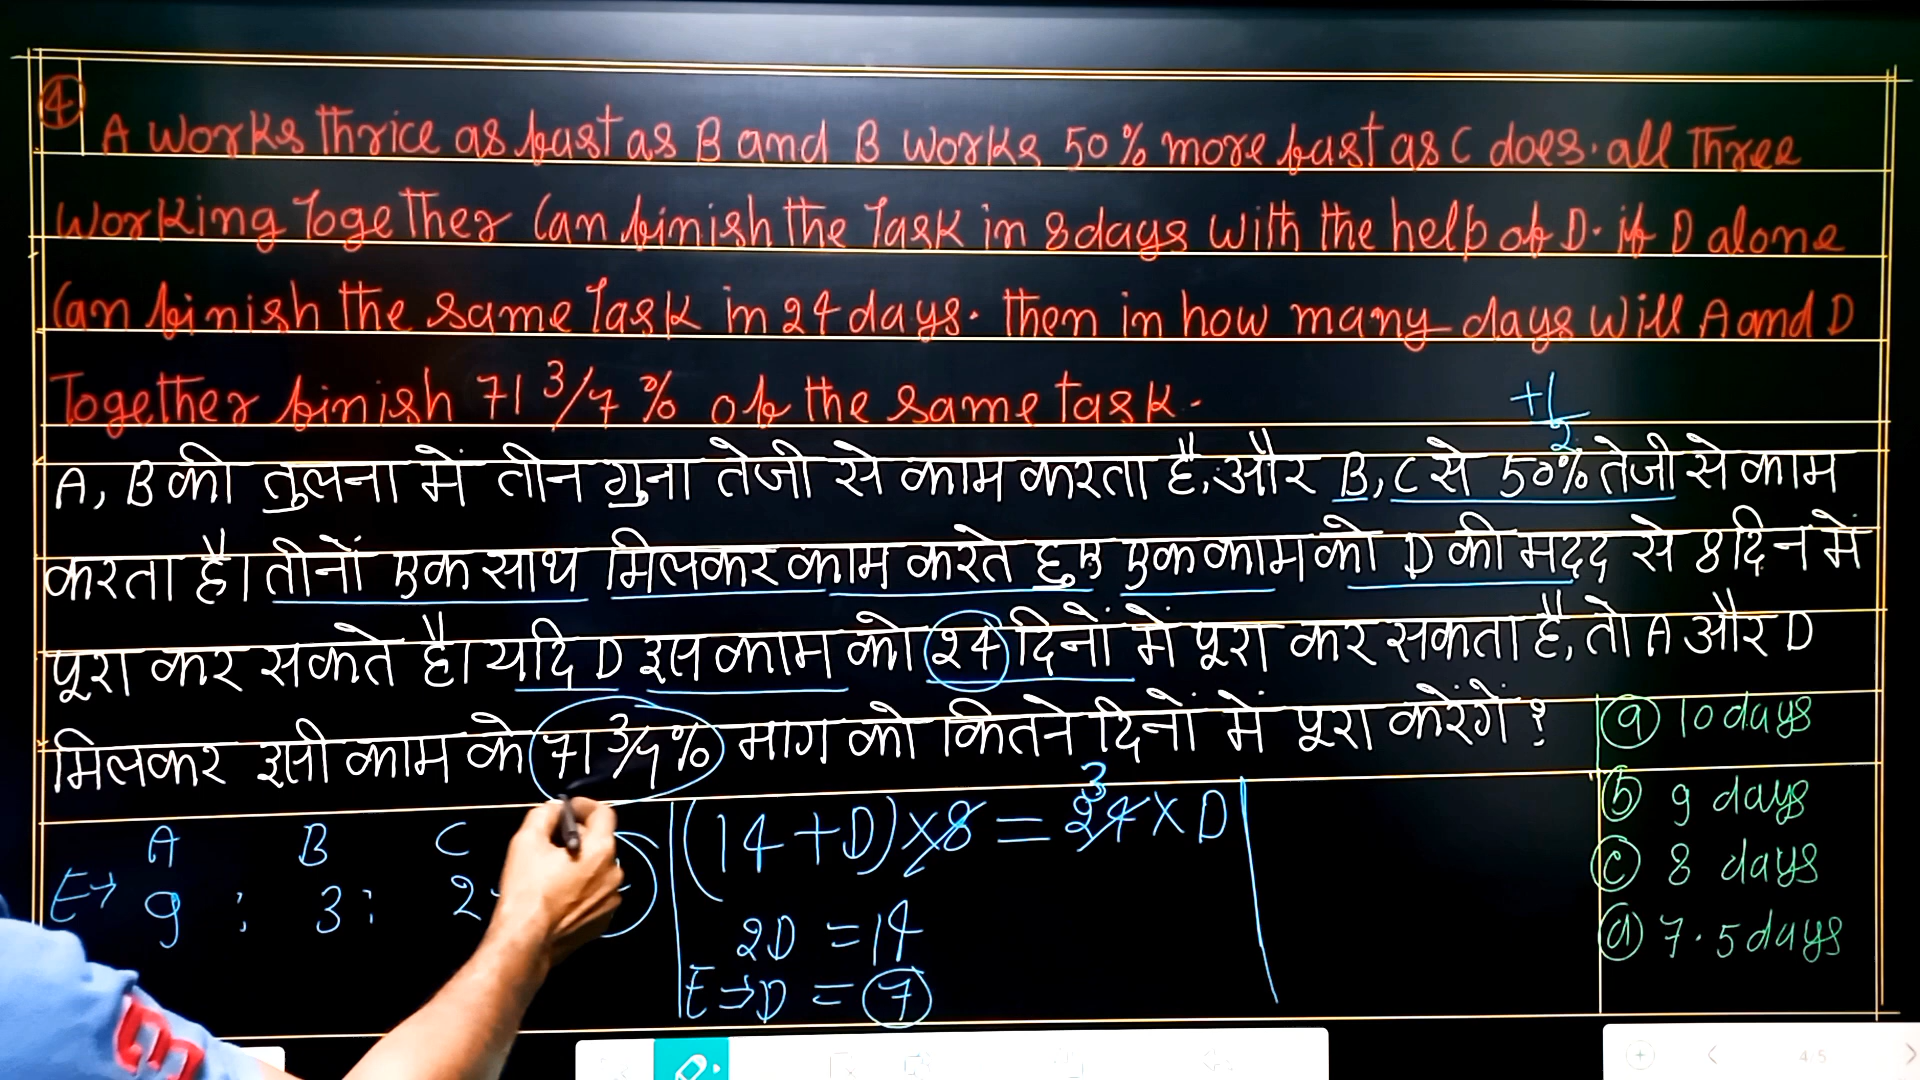 ④ A works thrice as fast as B and B works 50% more fast as C does. all Three
working Together Can finish the Task in 8days with the help of D. if D alone
Can finish the same Task in 24 days. then in how many days will A and D
Together finish 71 3/7 % of the same task.
+1/2
A, B की तुलना में तीन गुना तेजी से काम करता है, और B, C से 50% तेजी से काम
करता है। तीनों एक साथ मिलकर काम करते हुए एक काम को D की मदद से 8 दिन में
पूरा कर सकते है। यदि D इस काम को 24 दिनों में पूरा कर सकता है, तो A और D
मिलकर इसी काम के 71 3/7% भाग को कितने दिनों में पूरा करेंगें ?
ⓐ 10 days
ⓑ 9 days
ⓒ 8 days
ⓓ 7.5 days
A B C
E→ 9 : 3 : 2
(14+D)×8 = 24×D
3
2D = 14
E→D = 7
45